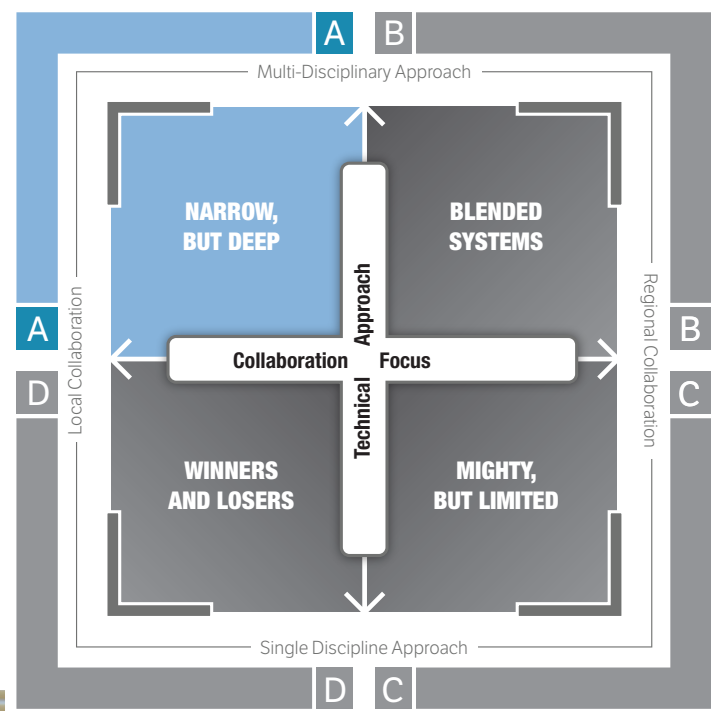 A B
Multi-Disciplinary Approach
NARROW,
BUT DEEP
BLENDED
SYSTEMS
A
B
Local Collaboration
Regional Collaboration
Technical Approach
Collaboration Focus
D
C
WINNERS
AND LOSERS
MIGHTY,
BUT LIMITED
Single Discipline Approach
D C